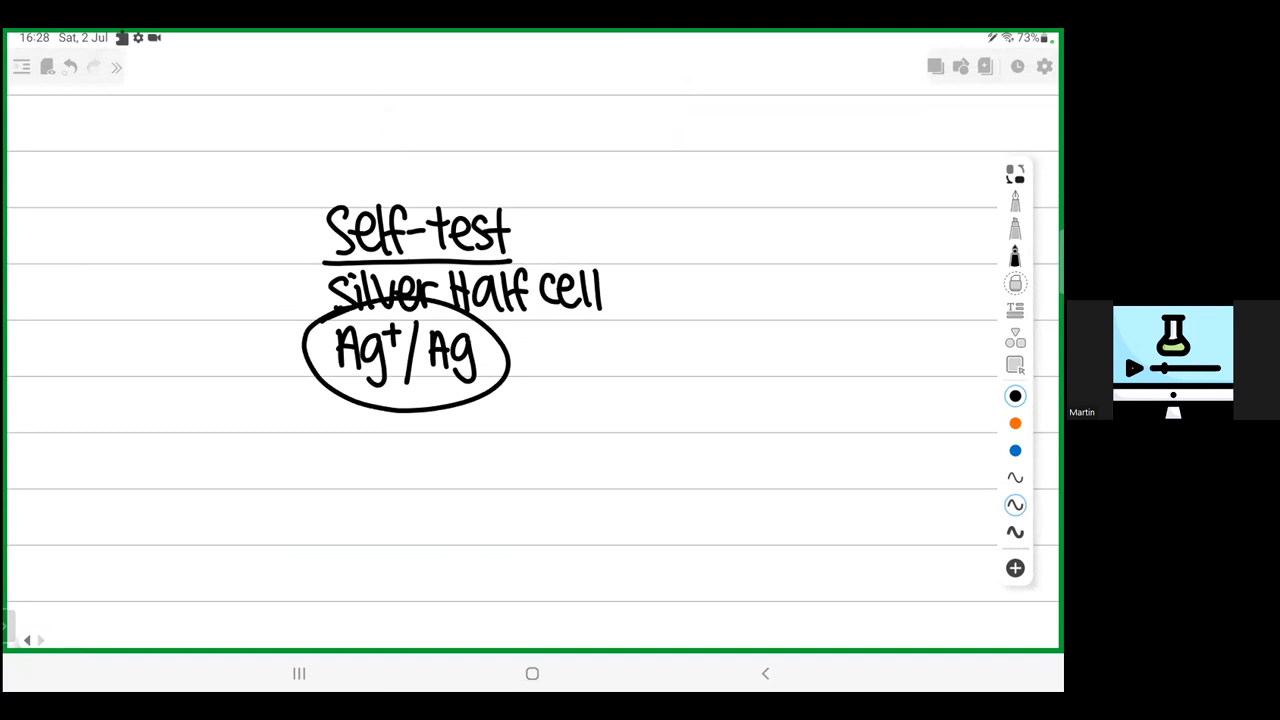 16:28 Sat, 2 Jul 73%
Self-test
silver Half cell
Ag⁺/Ag
Martin